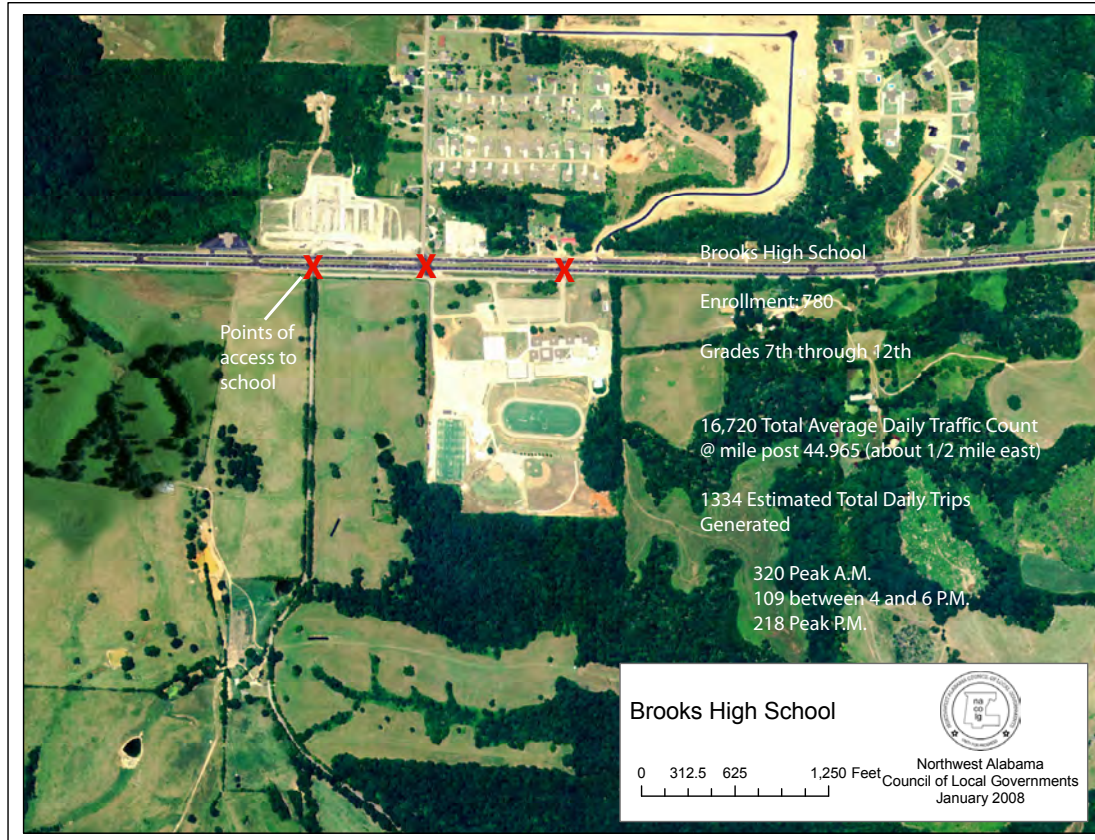 Brooks High School
Enrollment: 780
Grades 7th through 12th
Points of
access to
school
16,720 Total Average Daily Traffic Count
@ mile post 44.965 (about 1/2 mile east)
1334 Estimated Total Daily Trips
Generated
320 Peak A.M.
109 between 4 and 6 P.M.
218 Peak P.M.
X X X
Brooks High School
0 312.5 625 1,250 Feet
na
co
lg
Northwest Alabama
Council of Local Governments
January 2008